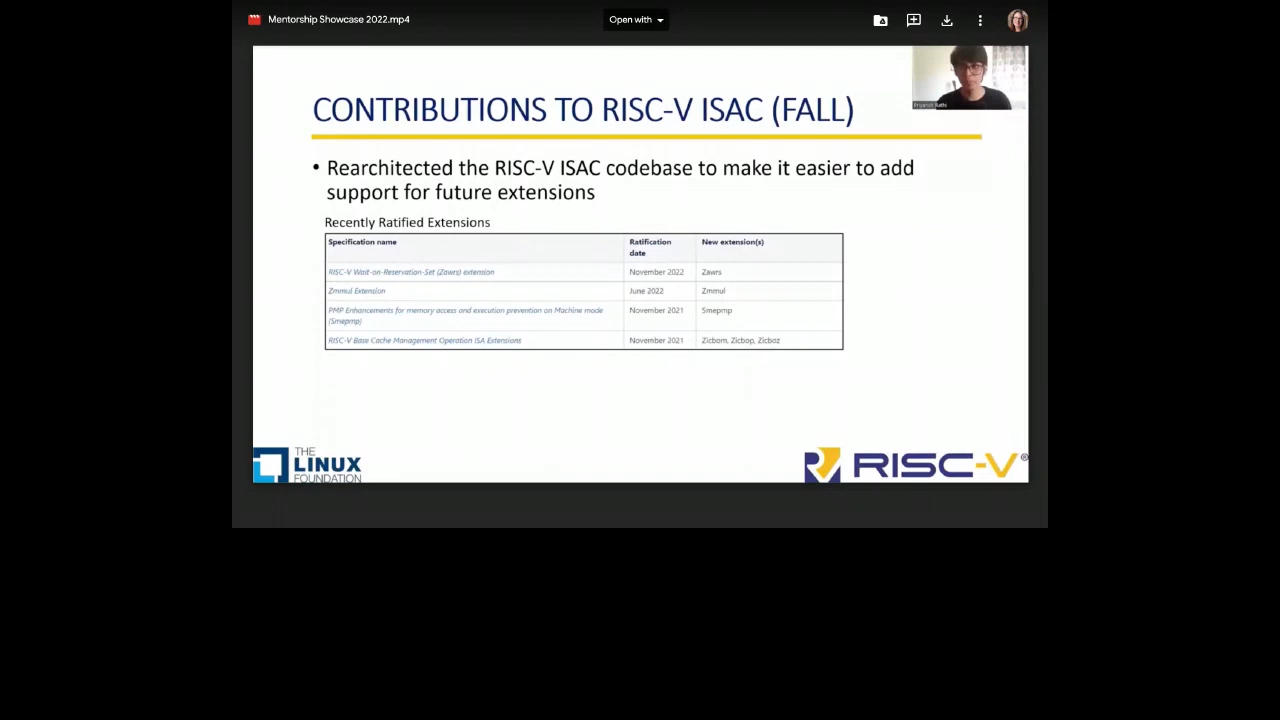 Mentorship Showcase 2022.mp4
Open with
CONTRIBUTIONS TO RISC-V ISAC (FALL)
• Rearchitected the RISC-V ISAC codebase to make it easier to add
support for future extensions
Recently Ratified Extensions
Specification name Ratification date New extension(s)
RISC-V Wait-on-Reservation-Set (Zawrs) extension November 2022 Zawrs
Zmmul Extension June 2022 Zmmul
PMP Enhancements for memory access and execution prevention on Machine mode
(Smepmp) November 2021 Smepmp
RISC-V Base Cache Management Operation ISA Extensions November 2021 Zicbom, Zicbop, Zicboz
THE
LINUX
FOUNDATION
RISC-V®